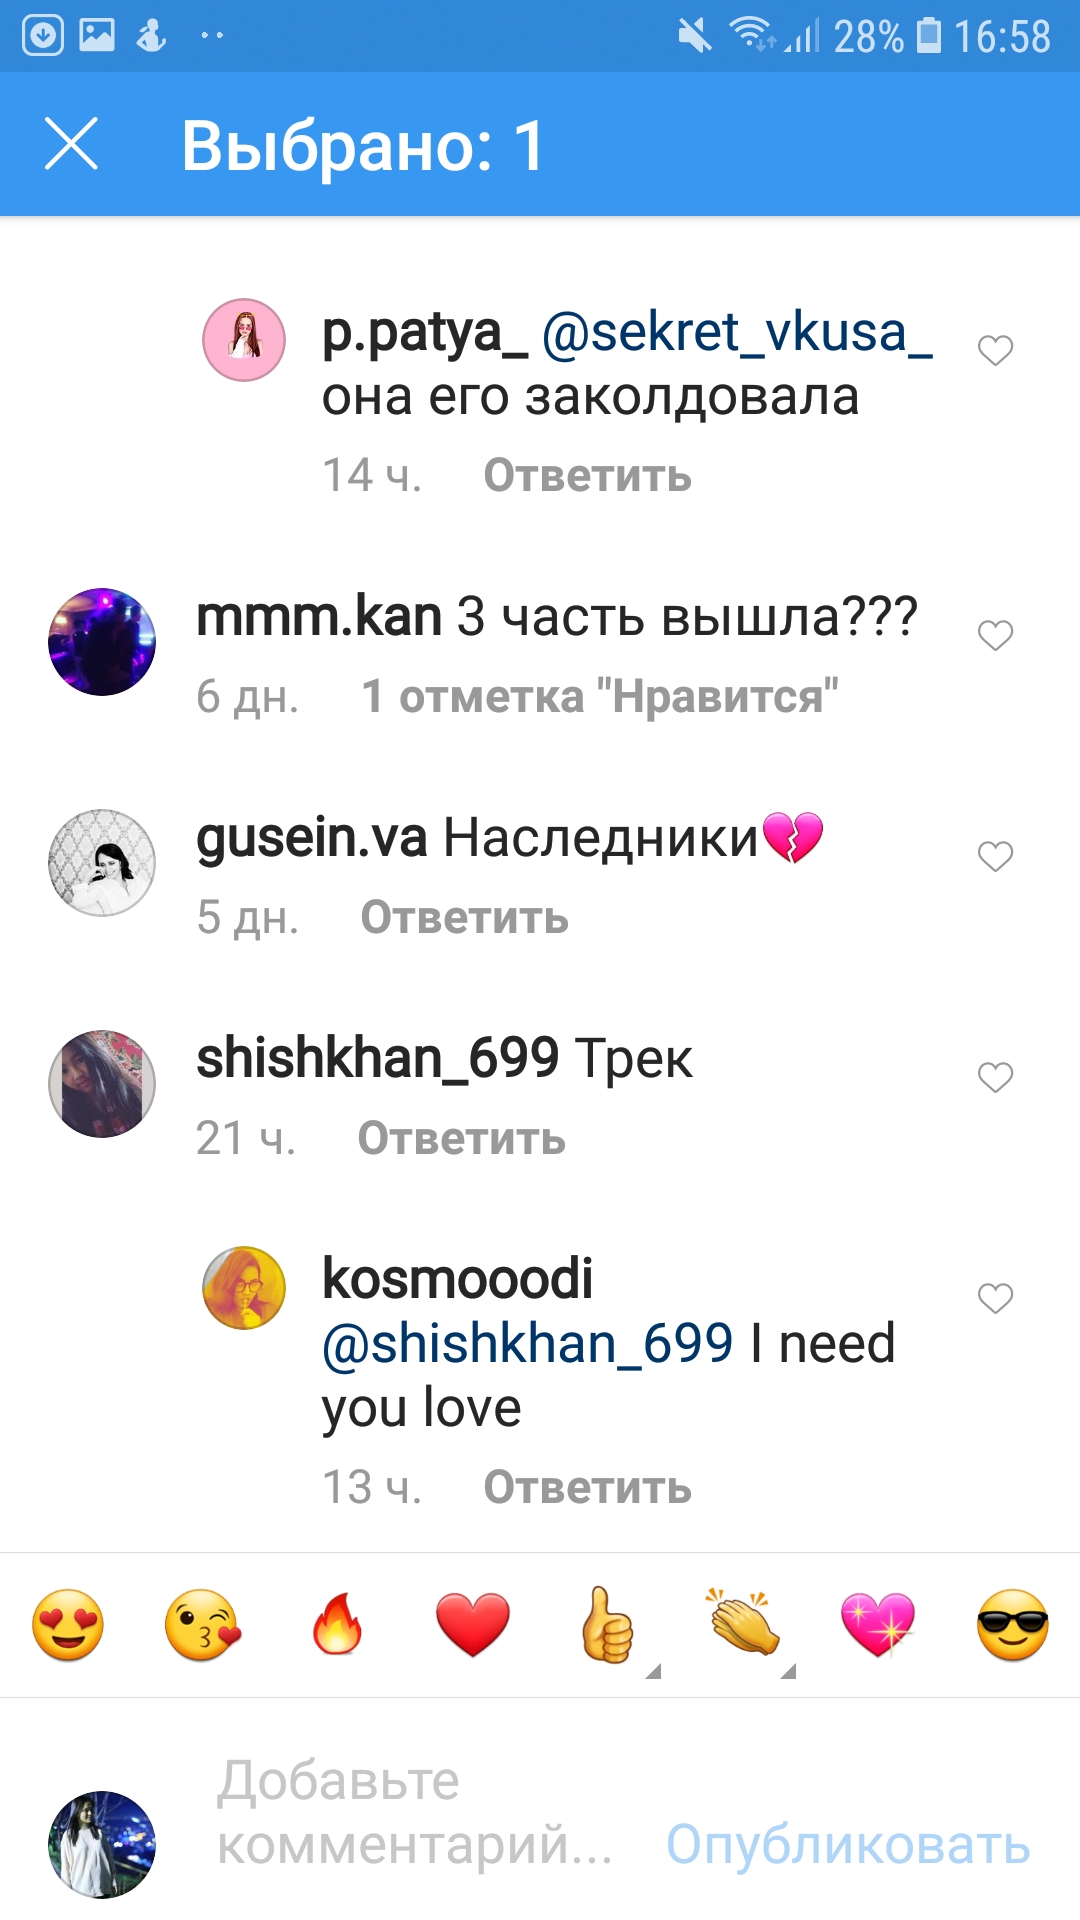 28% 16:58
Выбрано: 1
p.patya_ @sekret_vkusa_
она его заколдовала
14 ч. Ответить
mmm.kan 3 часть вышла???
6 дн. 1 отметка "Нравится"
gusein.va Наследники💔
5 дн. Ответить
shishkhan_699 Трек
21 ч. Ответить
kosmooodi
@shishkhan_699 I need
you love
13 ч. Ответить
Добавьте
комментарий... Опубликовать